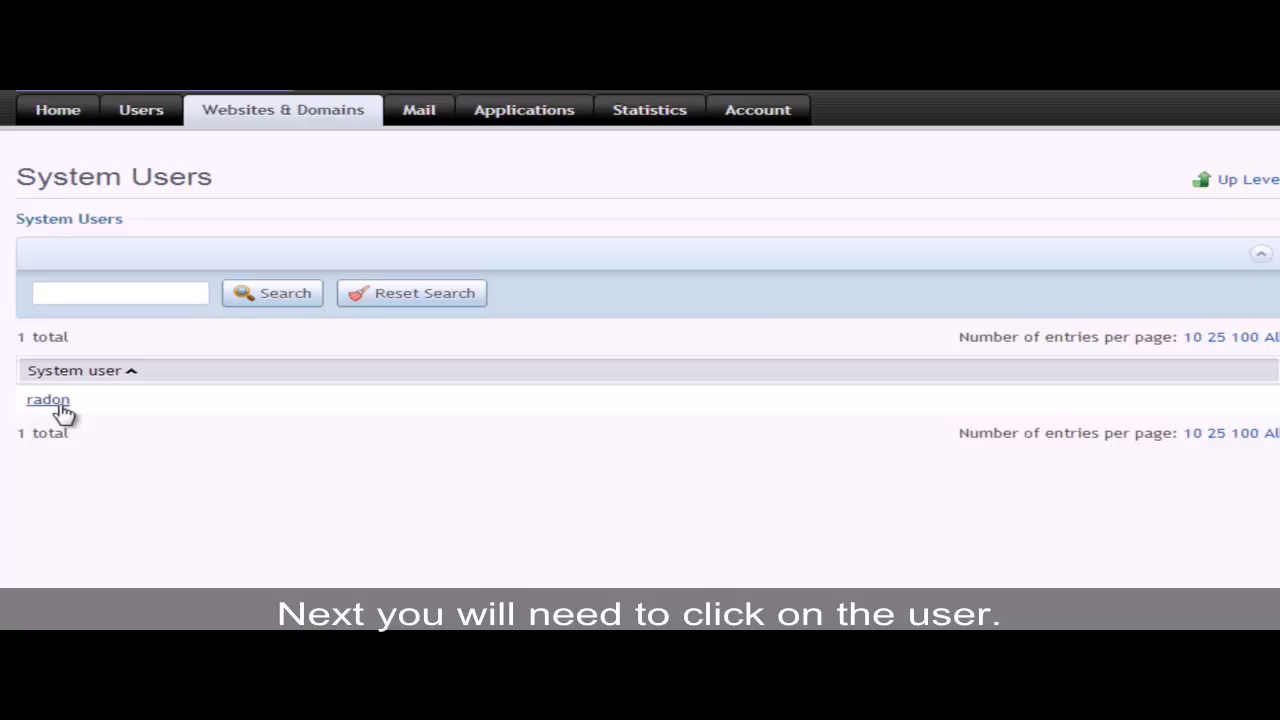 Home Users Websites & Domains Mail Applications Statistics Account
System Users
Up Leve
System Users
Search Reset Search
1 total Number of entries per page: 10 25 100 All
System user
radon
1 total Number of entries per page: 10 25 100 All
Next you will need to click on the user.